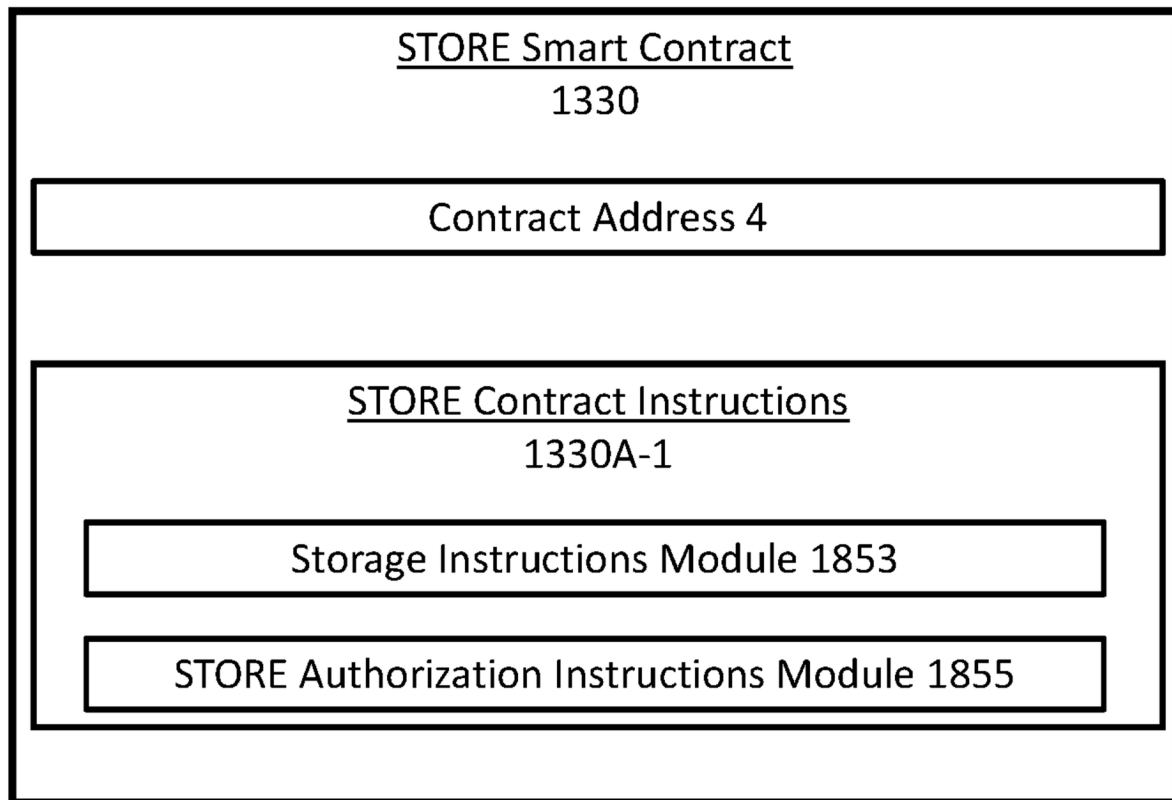 STORE Smart Contract
1330
Contract Address 4
STORE Contract Instructions
1330A-1
Storage Instructions Module 1853
STORE Authorization Instructions Module 1855